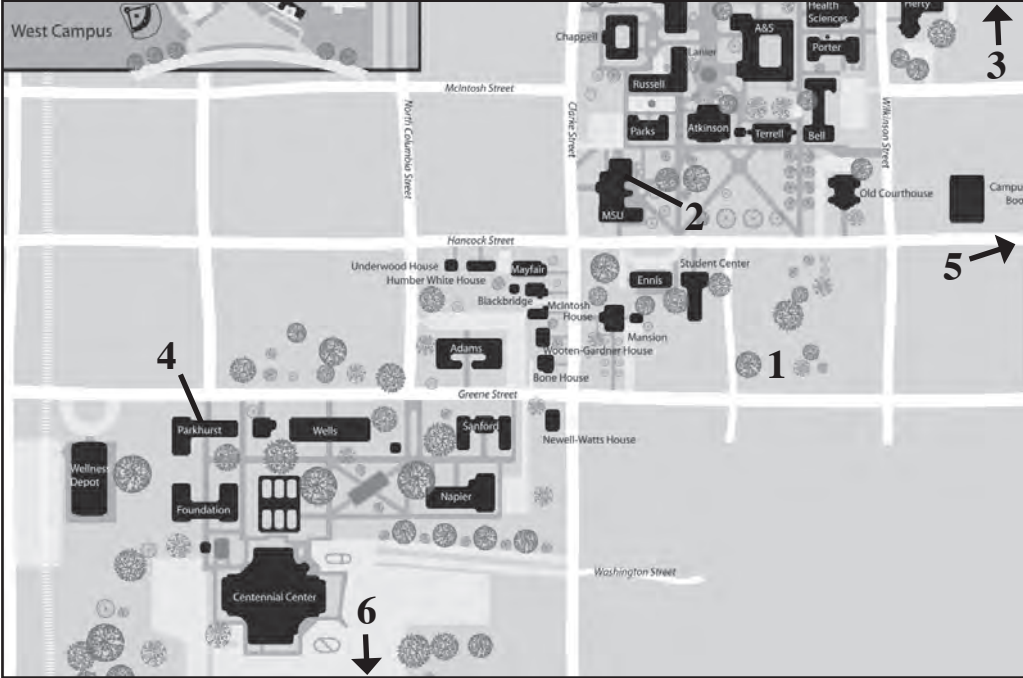 West Campus
Health
Sciences
Herty
Chappell
A&S
Porter
Lanier
Russell
3
McIntosh Street
North Columbia Street
Clarke Street
Wilkinson Street
Parks
Atkinson
Terrell
Bell
Old Courthouse
MSU
2
Hancock Street
5
Underwood House
Humber White House
Mayfair
Ennis
Student Center
Blackbridge
McIntosh
House
Mansion
Adams
Wooten-Gardner House
Bone House
1
4
Greene Street
Parkhurst
Wells
Sanford
Newell-Watts House
Wellness
Depot
Foundation
Napier
Washington Street
Centennial Center
6